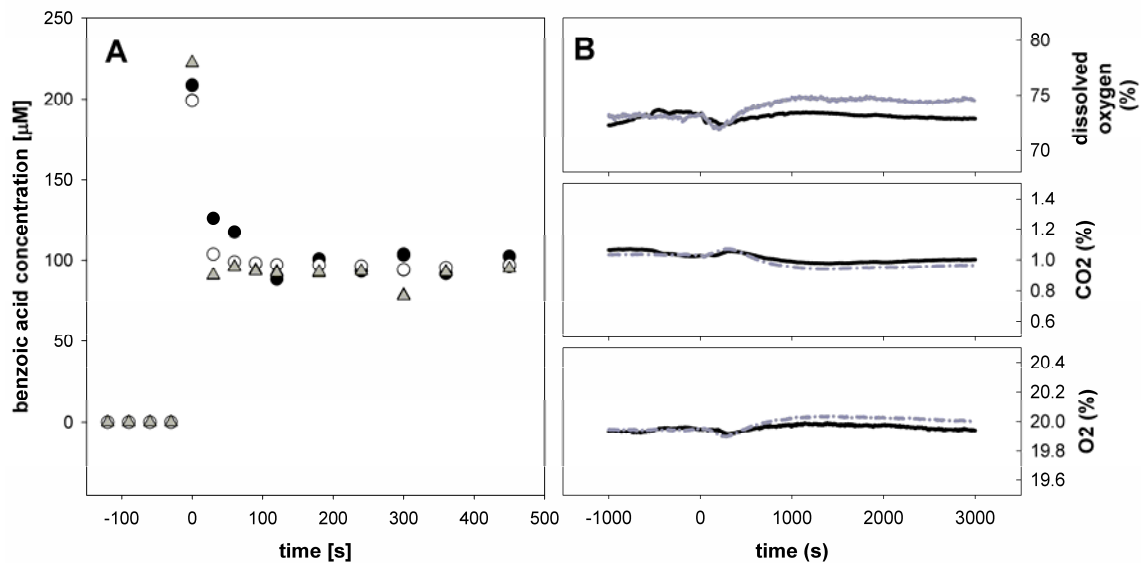 A
benzoic acid concentration [µM]
250
200
150
100
50
0
-100 0 100 200 300 400 500
time [s]
B
80
75
70
dissolved
oxygen
(%)
1.4
1.2
1.0
0.8
0.6
CO2 (%)
20.4
20.2
20.0
19.8
19.6
O2 (%)
-1000 0 1000 2000 3000
time (s)